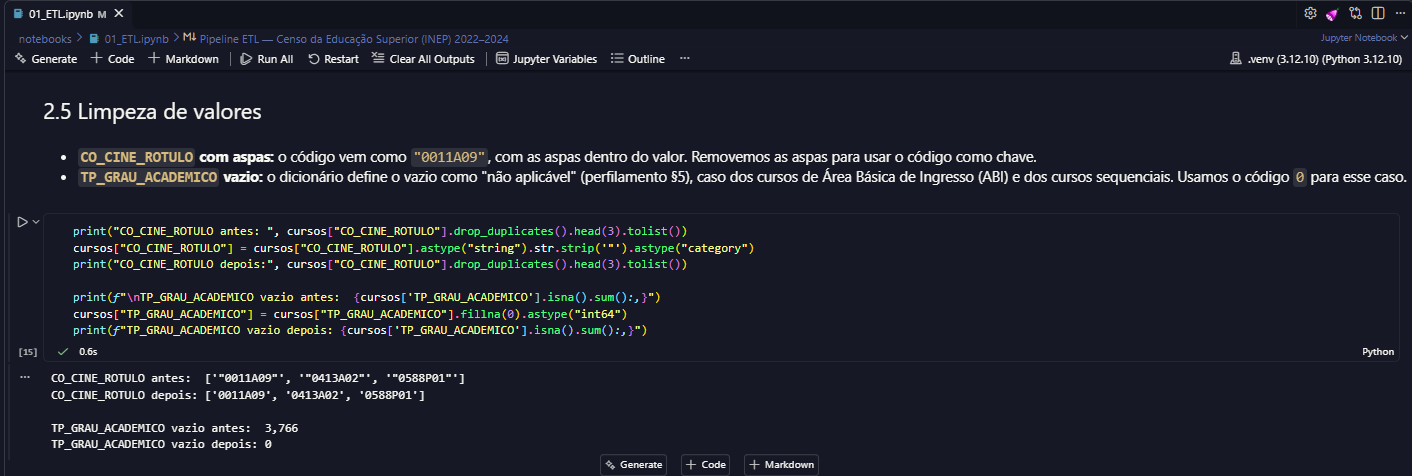 01_ETL.ipynb M
notebooks > 01_ETL.ipynb > M↓ Pipeline ETL — Censo da Educação Superior (INEP) 2022–2024
Jupyter Notebook
Generate + Code + Markdown Run All Restart Clear All Outputs Jupyter Variables Outline ...
.venv (3.12.10) (Python 3.12.10)
2.5 Limpeza de valores
• CO_CINE_ROTULO com aspas: o código vem como "0011A09", com as aspas dentro do valor. Removemos as aspas para usar o código como chave.
• TP_GRAU_ACADEMICO vazio: o dicionário define o vazio como "não aplicável" (perfilamento §5), caso dos cursos de Área Básica de Ingresso (ABI) e dos cursos sequenciais. Usamos o código 0 para esse caso.
print("CO_CINE_ROTULO antes: ", cursos["CO_CINE_ROTULO"].drop_duplicates().head(3).tolist())
cursos["CO_CINE_ROTULO"] = cursos["CO_CINE_ROTULO"].astype("string").str.strip('"').astype("category")
print("CO_CINE_ROTULO depois:", cursos["CO_CINE_ROTULO"].drop_duplicates().head(3).tolist())
print(f"\nTP_GRAU_ACADEMICO vazio antes:  {cursos['TP_GRAU_ACADEMICO'].isna().sum():,}")
cursos["TP_GRAU_ACADEMICO"] = cursos["TP_GRAU_ACADEMICO"].fillna(0).astype("int64")
print(f"TP_GRAU_ACADEMICO vazio depois: {cursos['TP_GRAU_ACADEMICO'].isna().sum():,}")
[15] ✓ 0.6s
Python
... CO_CINE_ROTULO antes:  ['"0011A09"', '"0413A02"', '"0588P01"']
CO_CINE_ROTULO depois: ['0011A09', '0413A02', '0588P01']
TP_GRAU_ACADEMICO vazio antes:  3,766
TP_GRAU_ACADEMICO vazio depois: 0
Generate + Code + Markdown